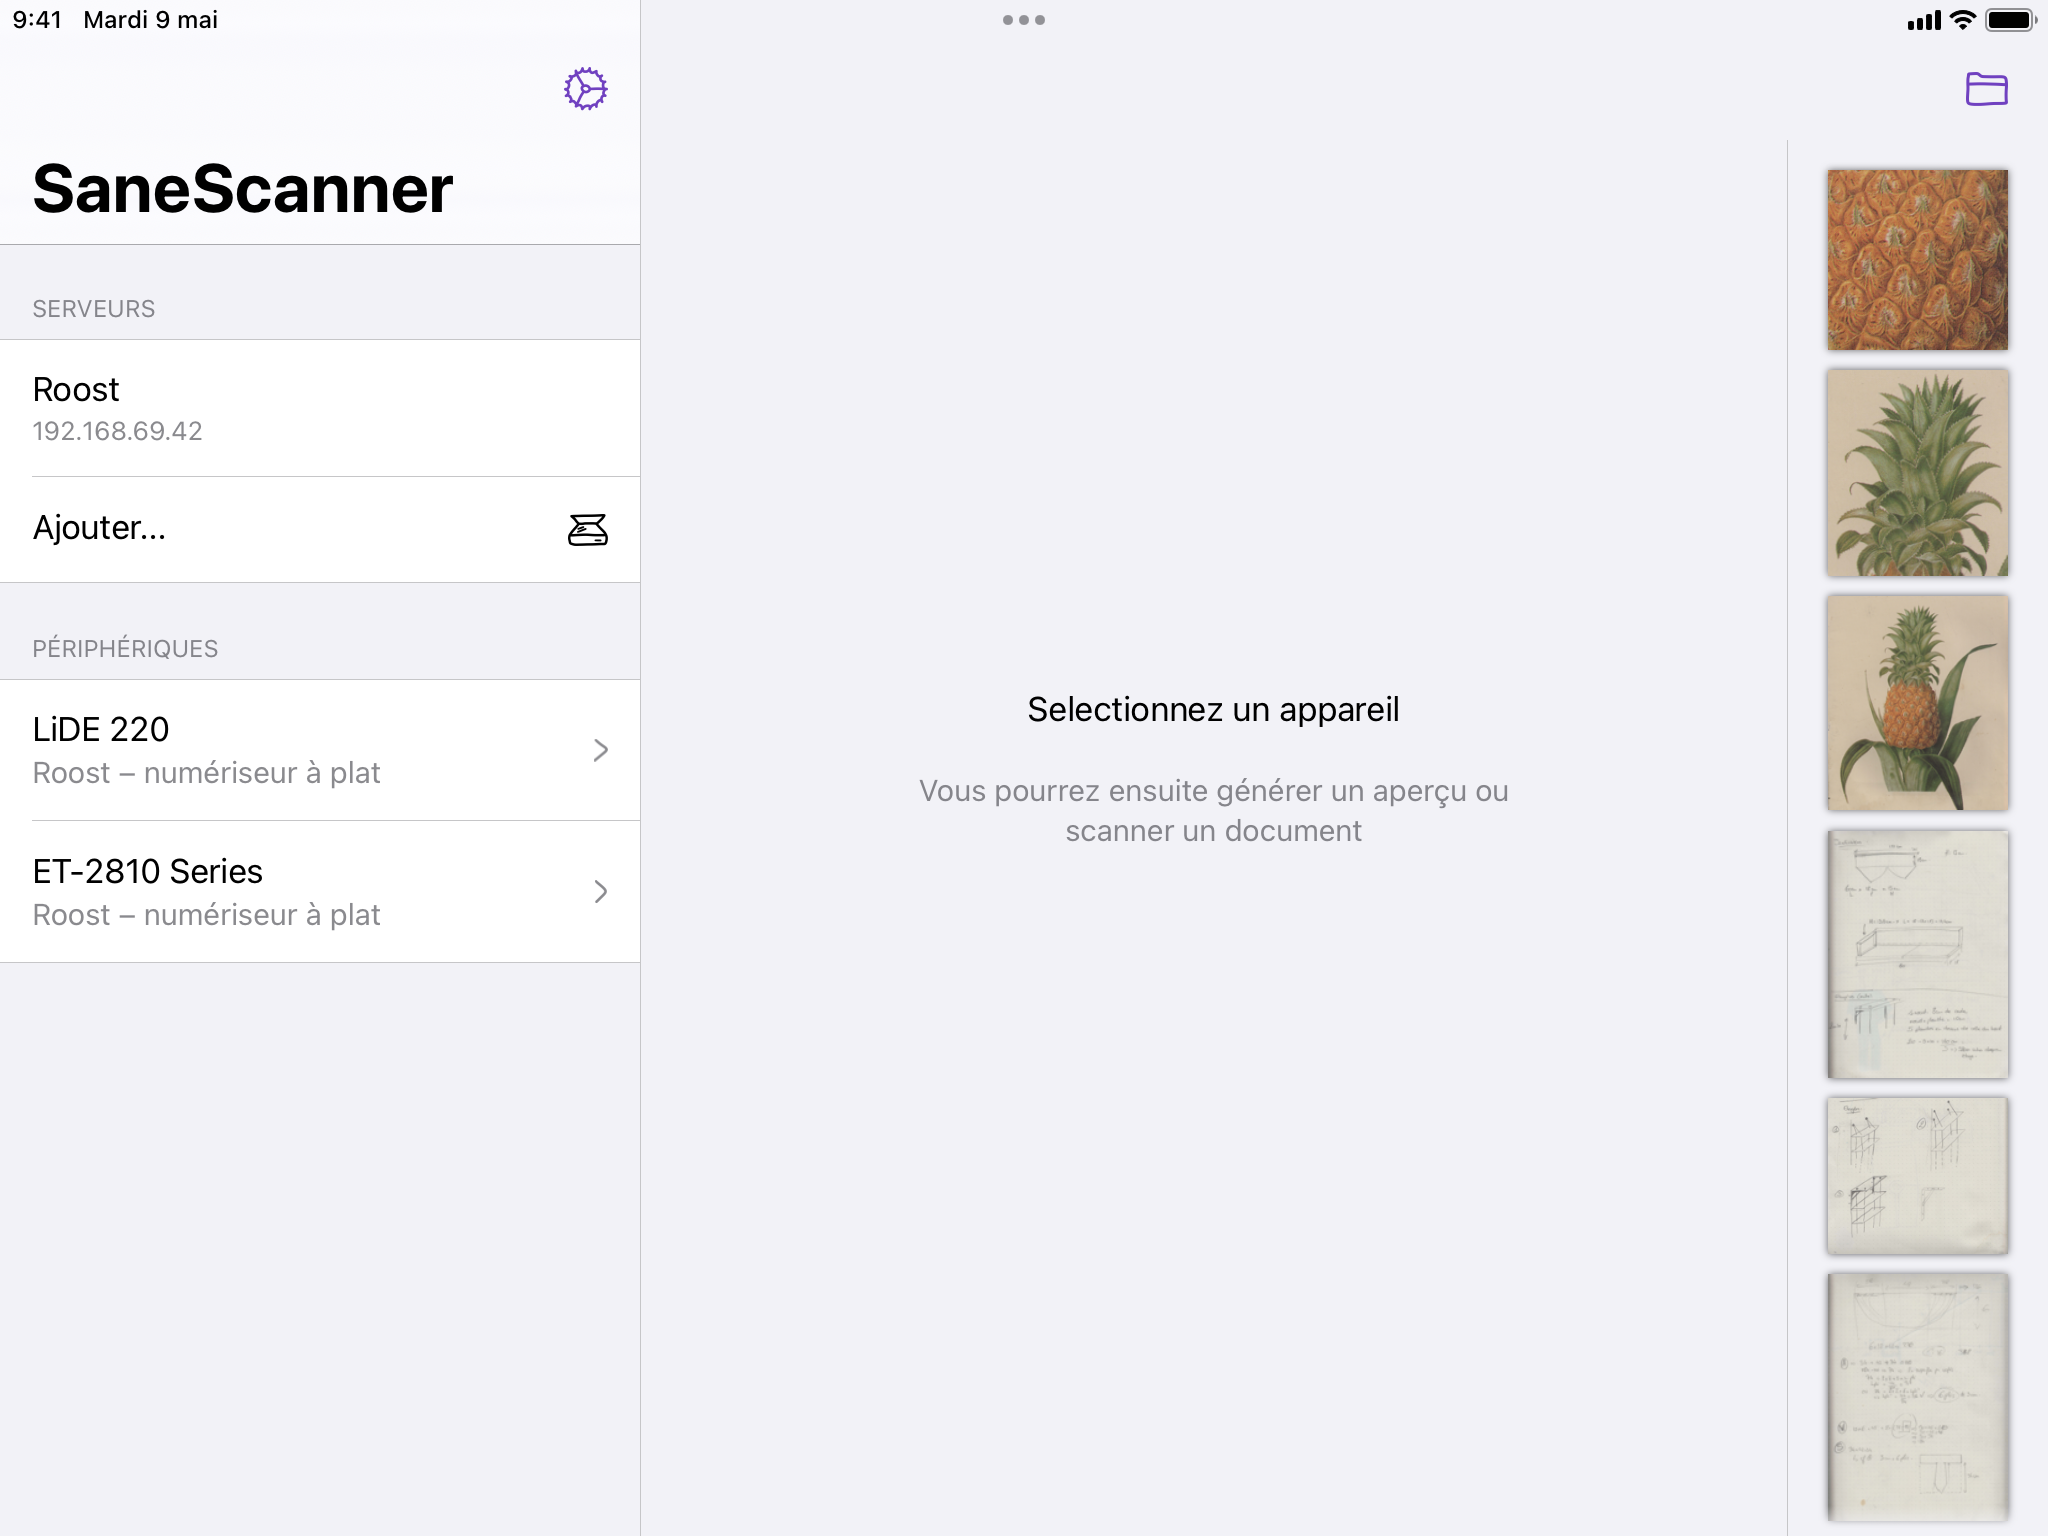 9:41 Mardi 9 mai
SaneScanner
SERVEURS
Roost
192.168.69.42
Ajouter...
PÉRIPHÉRIQUES
LiDE 220
Roost – numériseur à plat
ET-2810 Series
Roost – numériseur à plat
Selectionnez un appareil
Vous pourrez ensuite générer un aperçu ou
scanner un document